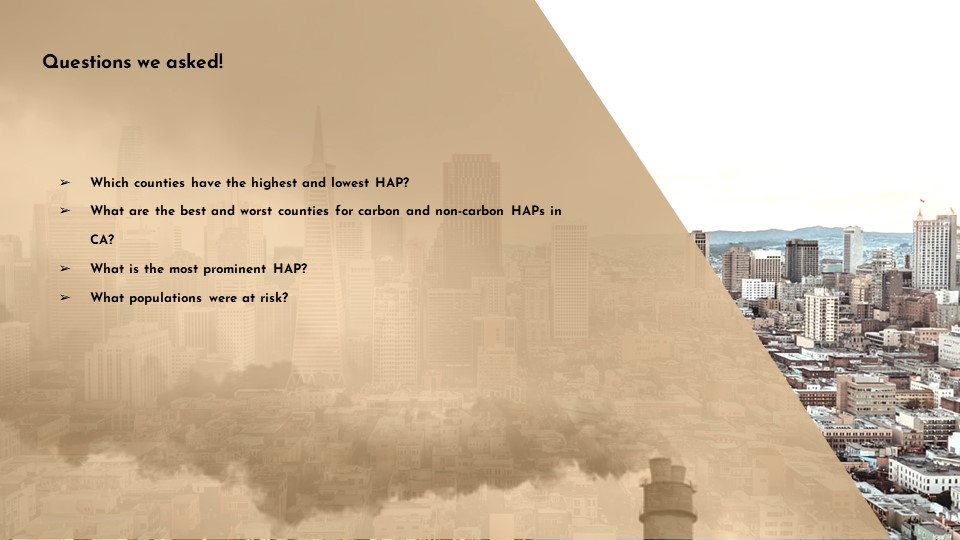 Questions we asked!
➢ Which counties have the highest and lowest HAP?
➢ What are the best and worst counties for carbon and non-carbon HAPs in
CA?
➢ What is the most prominent HAP?
➢ What populations were at risk?